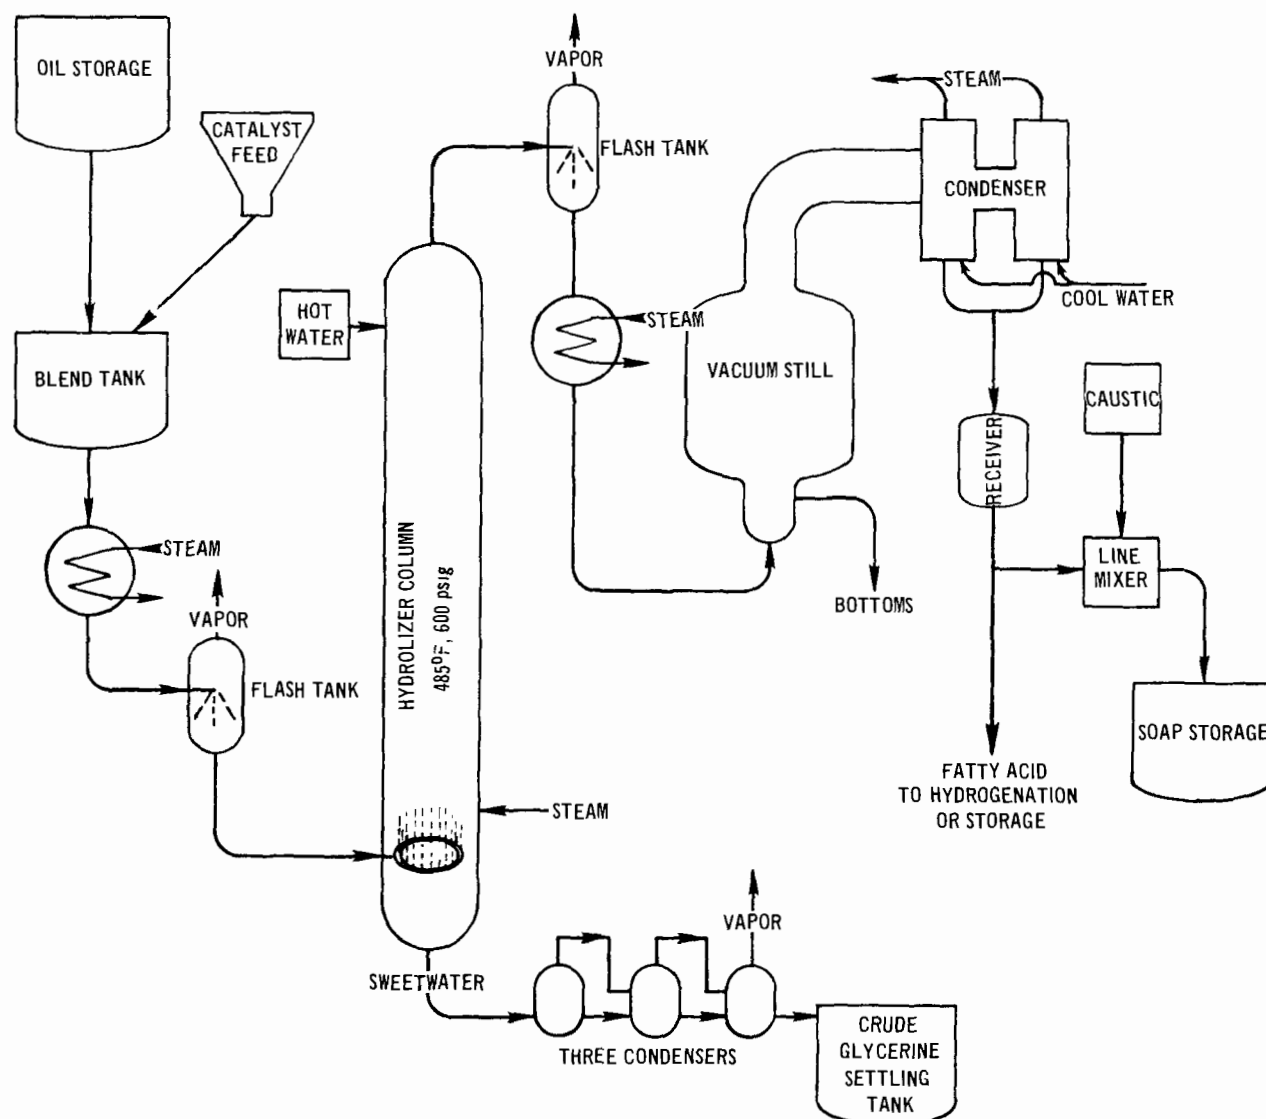 OIL STORAGE
CATALYST
FEED
BLEND TANK
STEAM
VAPOR
FLASH TANK
HOT
WATER
HYDROLIZER COLUMN
485ºF, 600 psig
STEAM
SWEETWATER
VAPOR
FLASH TANK
STEAM
VACUUM STILL
BOTTOMS
STEAM
CONDENSER
COOL WATER
RECEIVER
CAUSTIC
LINE
MIXER
SOAP STORAGE
FATTY ACID
TO HYDROGENATION
OR STORAGE
VAPOR
THREE CONDENSERS
CRUDE
GLYCERINE
SETTLING
TANK